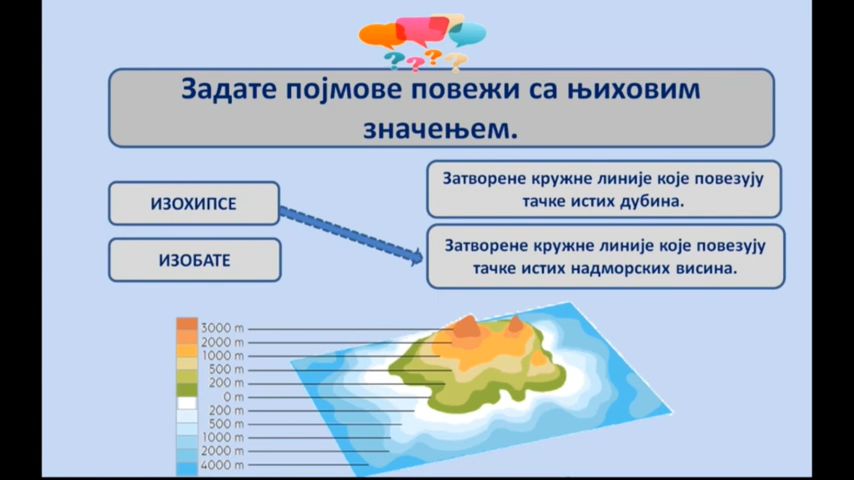 Задате појмове повежи са њиховим
значењем.
ИЗОХИПСЕ
Затворене кружне линије које повезују
тачке истих дубина.
ИЗОБАТЕ
Затворене кружне линије које повезују
тачке истих надморских висина.
3000 m
2000 m
1000 m
500 m
200 m
0 m
200 m
500 m
1000 m
2000 m
4000 m